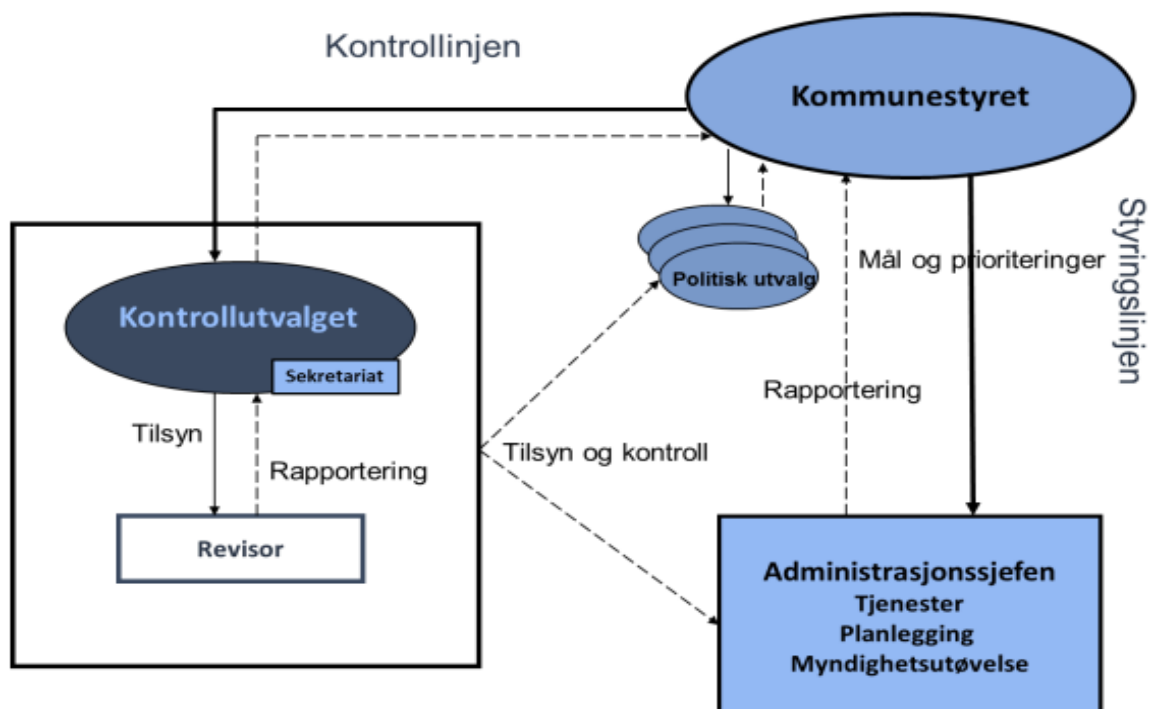 Kontrollinjen
Kommunestyret
Styringslinjen
Politisk utvalg
Mål og prioriteringer
Kontrollutvalget
Sekretariat
Rapportering
Tilsyn
Tilsyn og kontroll
Rapportering
Revisor
Administrasjonssjefen
Tjenester
Planlegging
Myndighetsutøvelse